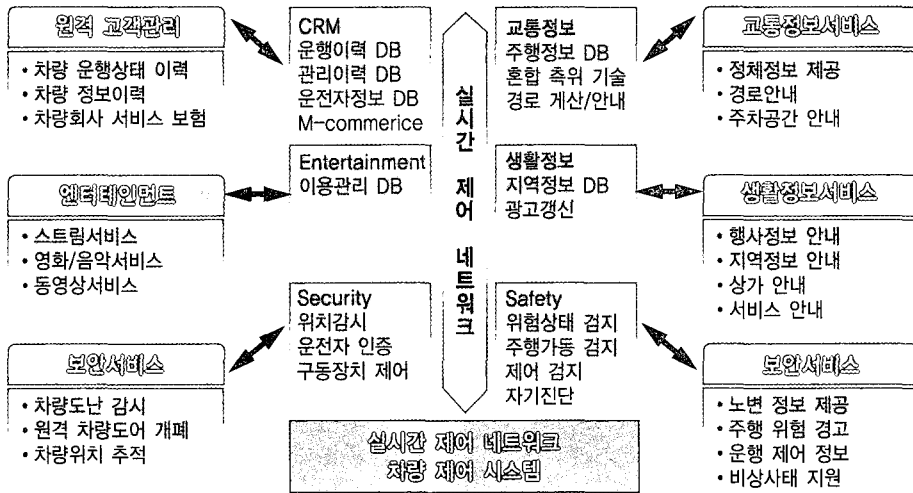 원격 고객관리
• 차량 운행상태 이력
• 차량 정보이력
• 차량회사 서비스 보험
엔터테인먼트
• 스트림서비스
• 영화/음악서비스
• 동영상서비스
보안서비스
• 차량도난 감시
• 원격 차량도어 개폐
• 차량위치 추적
CRM
운행이력 DB
관리이력 DB
운전자정보 DB
M-commerice
Entertainment
이용관리 DB
Security
위치감시
운전자 인증
구동장치 제어
실시간 제어 네트워크
교통정보
주행정보 DB
혼합 측위 기술
경로 게산/안내
생활정보
지역정보 DB
광고갱신
Safety
위험상태 검지
주행가동 검지
제어 검지
자기진단
교통정보서비스
• 정체정보 제공
• 경로안내
• 주차공간 안내
생활정보서비스
• 행사정보 안내
• 지역정보 안내
• 상가 안내
• 서비스 안내
보안서비스
• 노변 정보 제공
• 주행 위험 경고
• 운행 제어 정보
• 비상사태 지원
실시간 제어 네트워크
차량 제어 시스템